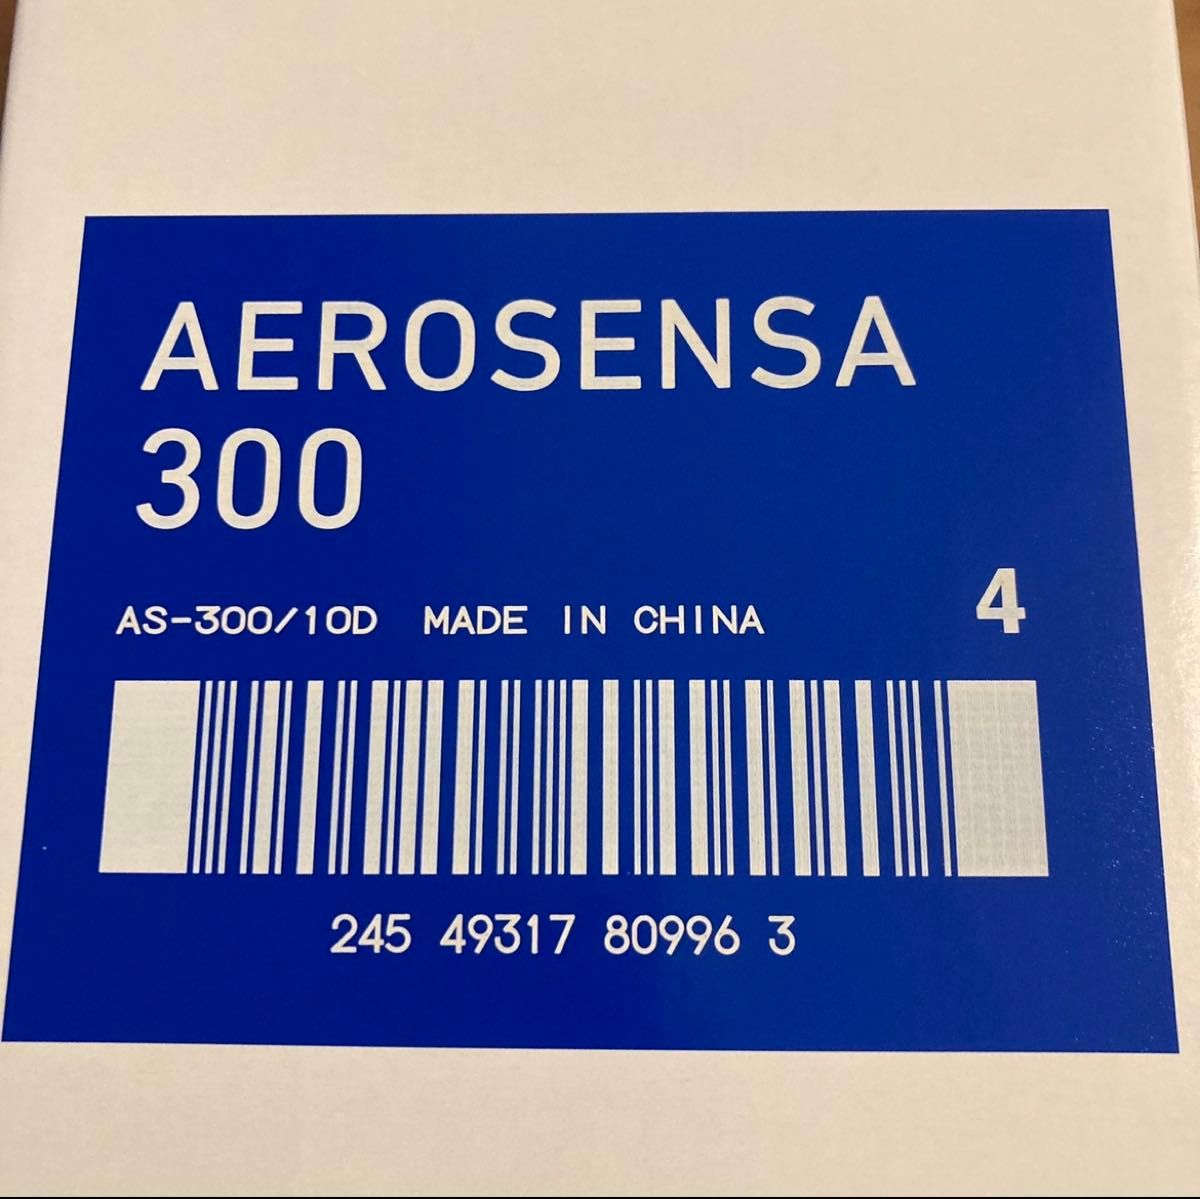 AEROSENSA
300
4
AS-300/10D MADE IN CHINA
245 49317 80996 3